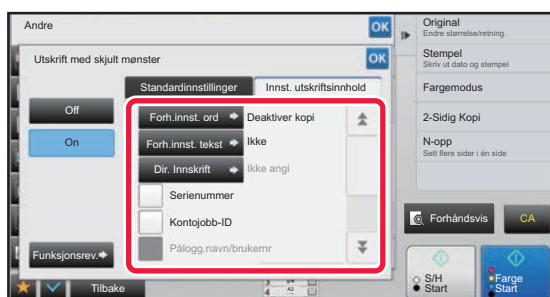 Andre
OK
Utskrift med skjult mønster
OK
Standardinnstillinger
Innst. utskriftsinnhold
Off
On
Forh.innst. ord
Deaktiver kopi
Forh.innst. tekst
Ikke
Dir. Innskrift
Ikke angi
Serienummer
Kontojobb-ID
Pålogg.navn/brukernr
Funksjonsrev.
Tilbake
Original
Endre størrelse/retning.
Stempel
Skriv ut dato og stempel
Fargemodus
2-Sidig Kopi
N-opp
Sett flere sider i én side
Forhåndsvis
CA
S/H
Start
Farge
Start